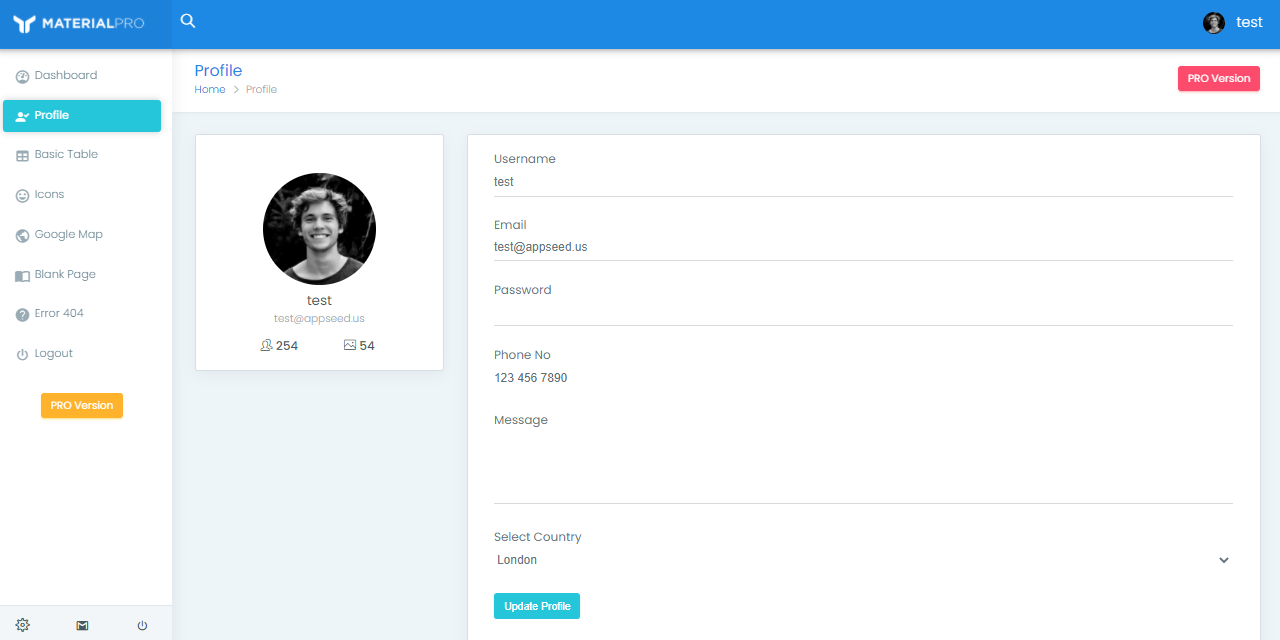 MATERIALPRO
test
Dashboard
Profile
Basic Table
Icons
Google Map
Blank Page
Error 404
Logout
PRO Version
Profile
Home > Profile
PRO Version
test
test@appseed.us
254 54
Username
test
Email
test@appseed.us
Password
Phone No
123 456 7890
Message
Select Country
London
Update Profile